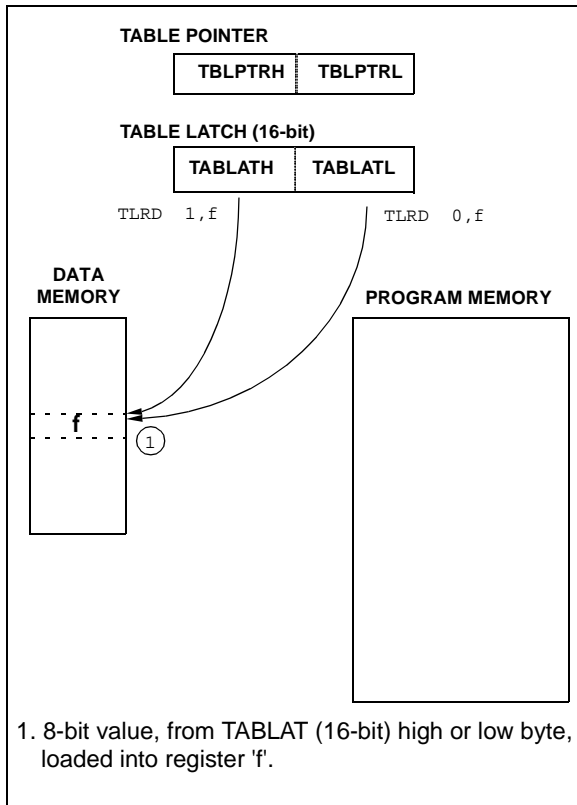 TABLE POINTER
TBLPTRH TBLPTRL
TABLE LATCH (16-bit)
TABLATH TABLATL
TLRD 1,f
TLRD 0,f
DATA
MEMORY
PROGRAM MEMORY
f
1
1. 8-bit value, from TABLAT (16-bit) high or low byte,
loaded into register 'f'.